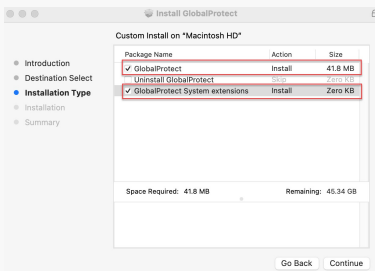 Install GlobalProtect
Custom Install on "Macintosh HD"
Introduction
Destination Select
Installation Type
Installation
Summary
Package Name Action Size
GlobalProtect Install 41.8 MB
Uninstall GlobalProtect Skip Zero KB
GlobalProtect System extensions Install Zero KB
Space Required: 41.8 MB Remaining: 45.34 GB
Go Back Continue